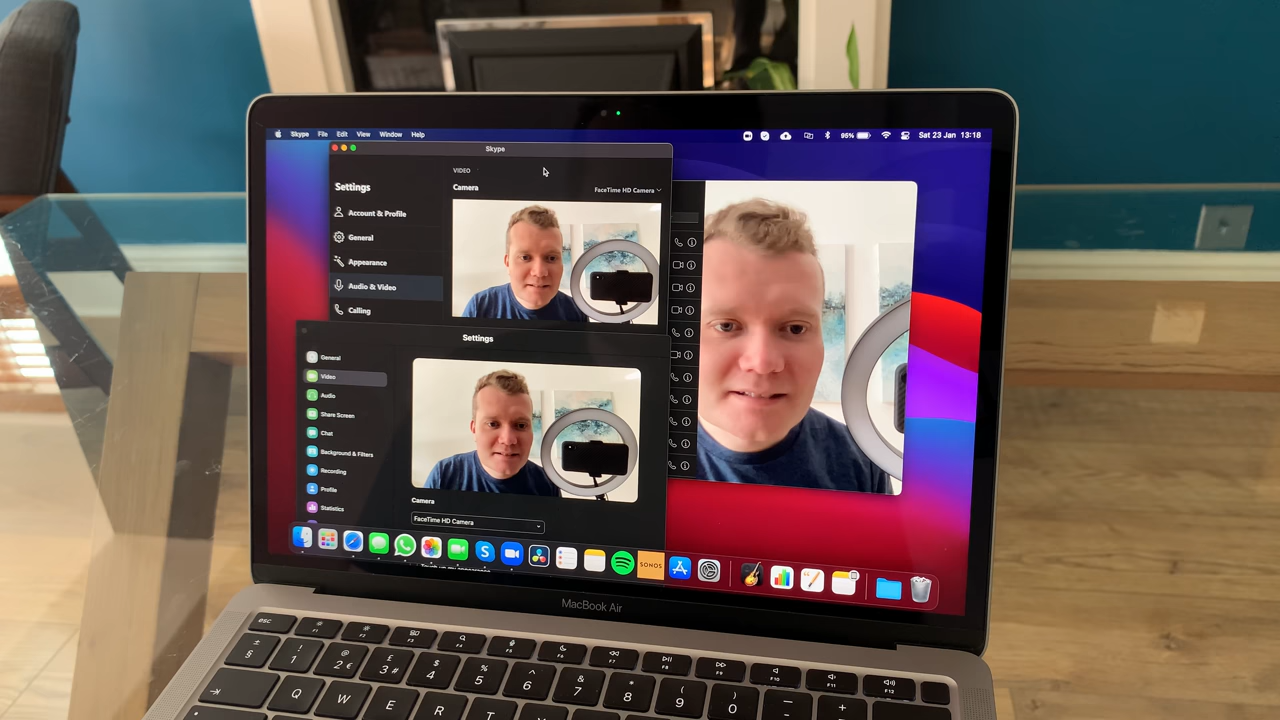 Skype File Edit View Window Help
95% Sat 23 Jan 13:18
Skype
Settings
Account & Profile
General
Appearance
Audio & Video
Calling
VIDEO
Camera FaceTime HD Camera
Settings
General
Video
Audio
Share Screen
Chat
Background & Filters
Recording
Profile
Statistics
Camera
FaceTime HD Camera
SONOS
MacBook Air
esc F1 F2 F3 F4 F5 F6 F7 F8 F9 F10 F11 F12
§ ! @ £ $ % ^ & * ( ) — +
± 1 2 € 3 # 4 5 6 7 8 9 0
Q W E R T